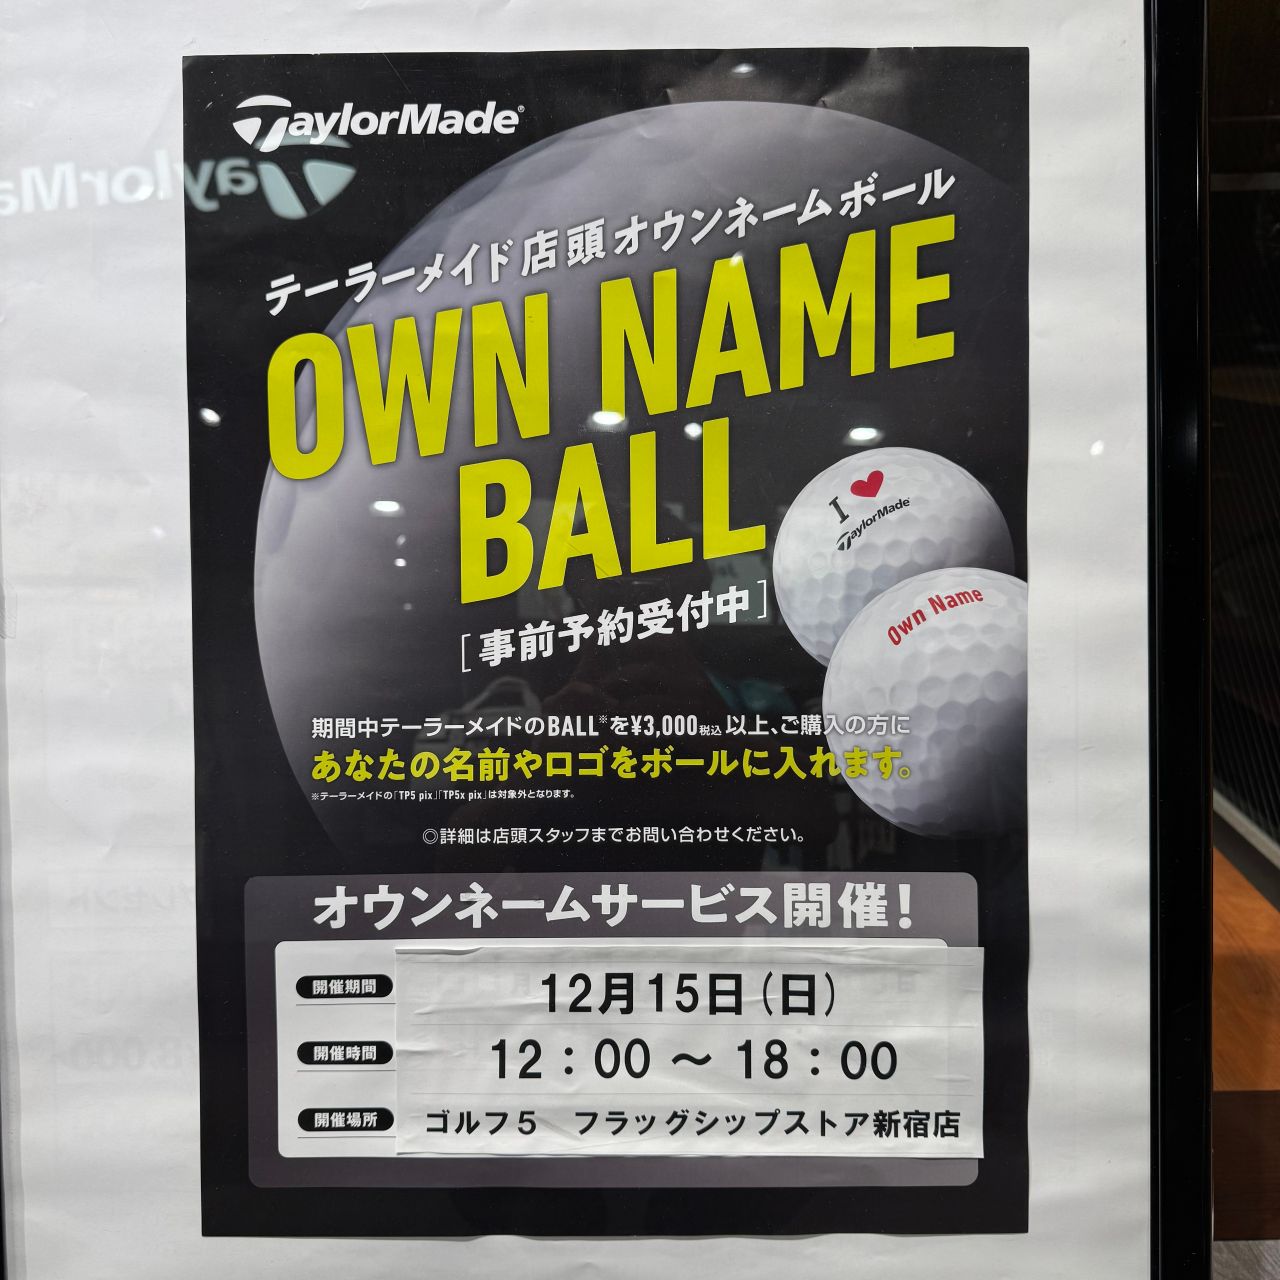 TaylorMade®
テーラーメイド店頭オウンネームボール
OWN NAME
BALL
[事前予約受付中]
I ♥
TaylorMade
Own Name
期間中テーラーメイドのBALL※を¥3,000税込以上、ご購入の方に
あなたの名前やロゴをボールに入れます。
※テーラーメイドの「TP5 pix」「TP5x pix」は対象外となります。
◎詳細は店頭スタッフまでお問い合わせください。
オウンネームサービス開催!
開催期間 12月15日(日)
開催時間 12:00～18:00
開催場所 ゴルフ5 フラッグシップストア新宿店